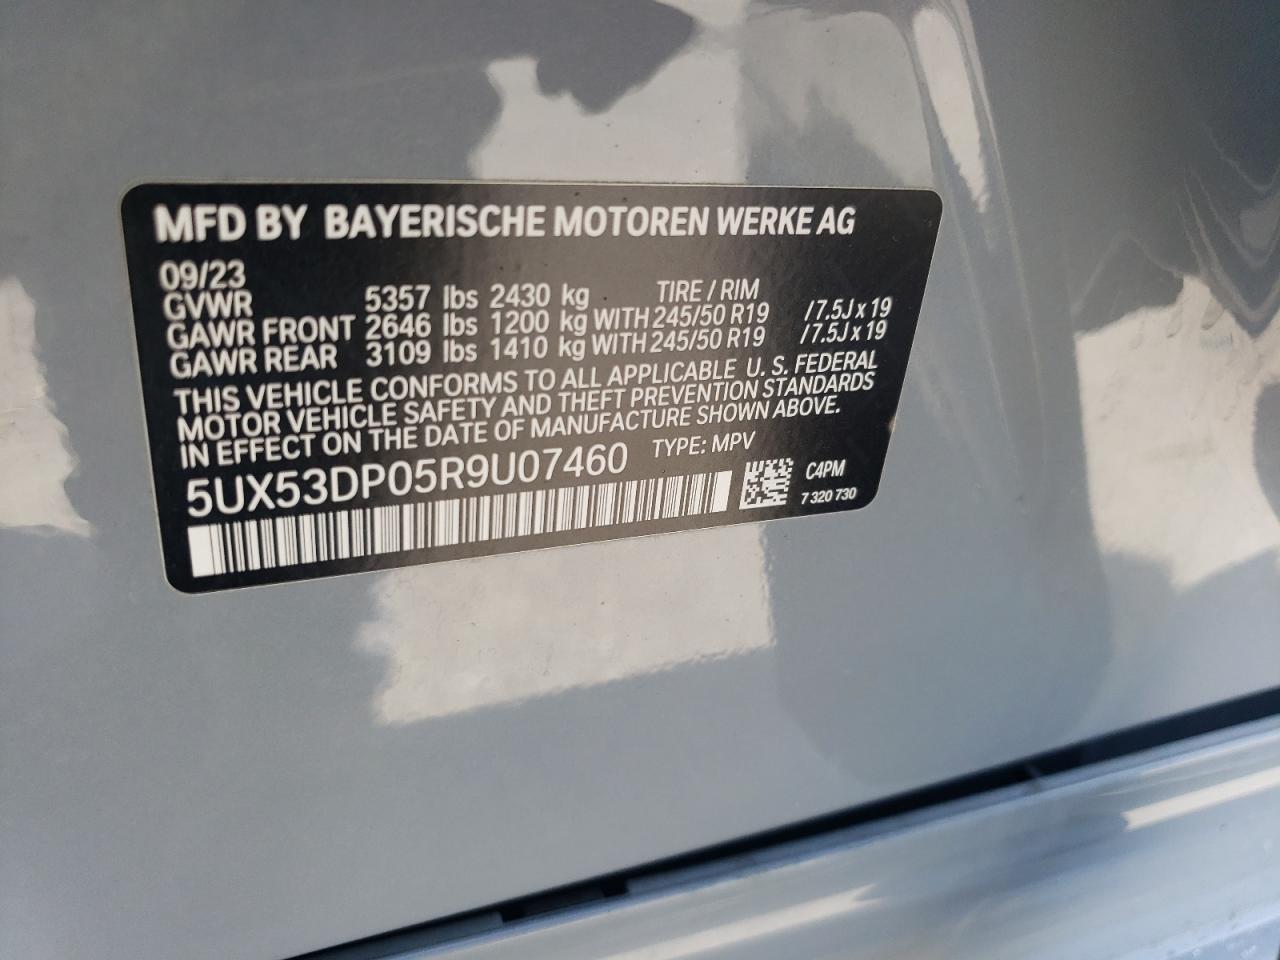 MFD BY BAYERISCHE MOTOREN WERKE AG
09/23
GVWR 5357 lbs 2430 kg TIRE / RIM
GAWR FRONT 2646 lbs 1200 kg WITH 245/50 R19 /7.5J x 19
GAWR REAR 3109 lbs 1410 kg WITH 245/50 R19 /7.5J x 19
THIS VEHICLE CONFORMS TO ALL APPLICABLE U. S. FEDERAL
MOTOR VEHICLE SAFETY AND THEFT PREVENTION STANDARDS
IN EFFECT ON THE DATE OF MANUFACTURE SHOWN ABOVE.
5UX53DP05R9U07460 TYPE: MPV
C4PM
7 320 730